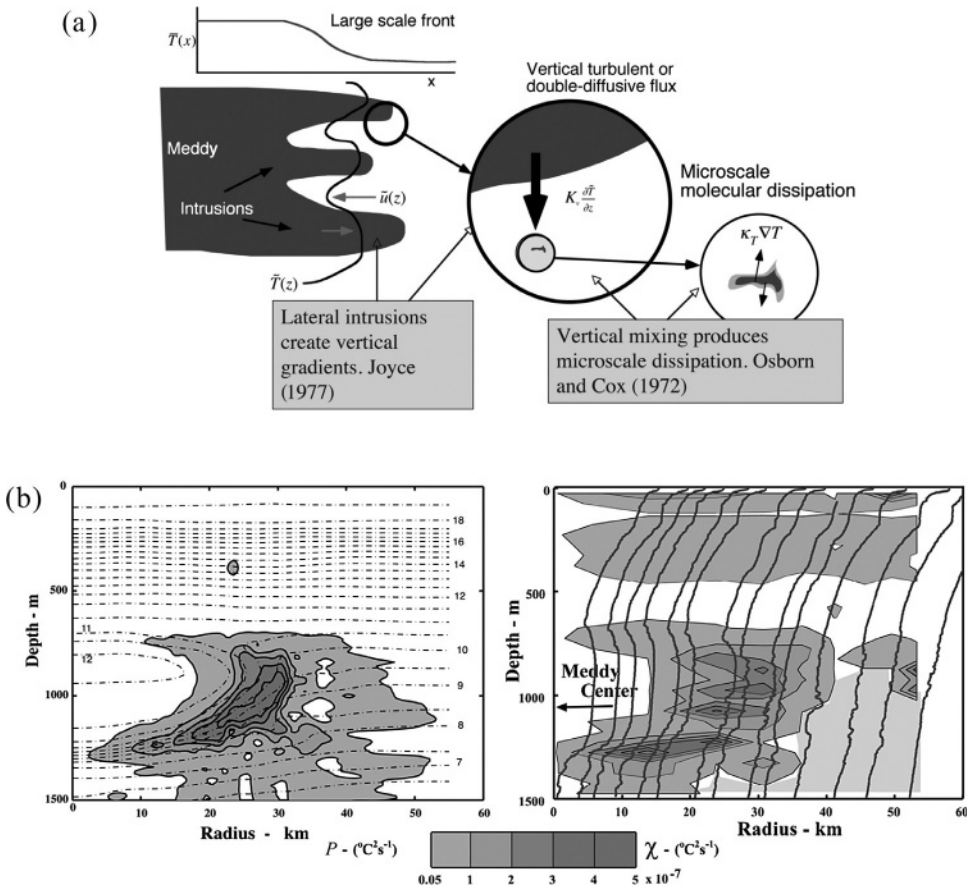 (a)
Large scale front
T̄(x)
x
Vertical turbulent or
double-diffusive flux
Meddy
Intrusions
ũ(z)
T̃(z)
K_v ∂T̃/∂z
Microscale
molecular dissipation
κ_T ∇T
Lateral intrusions
create vertical
gradients. Joyce
(1977)
Vertical mixing produces
microscale dissipation. Osborn
and Cox (1972)
(b)
0
500
1000
1500
Depth - m
18
16
14
12
11
12
10
9
8
7
0 10 20 30 40 50 60
Radius - km
0
500
1000
1500
Depth - m
Meddy
Center
0 10 20 30 40 50 60
Radius - km
P - (°C²s⁻¹)
χ - (°C²s⁻¹)
0.05 1 2 3 4 5 x 10⁻⁷